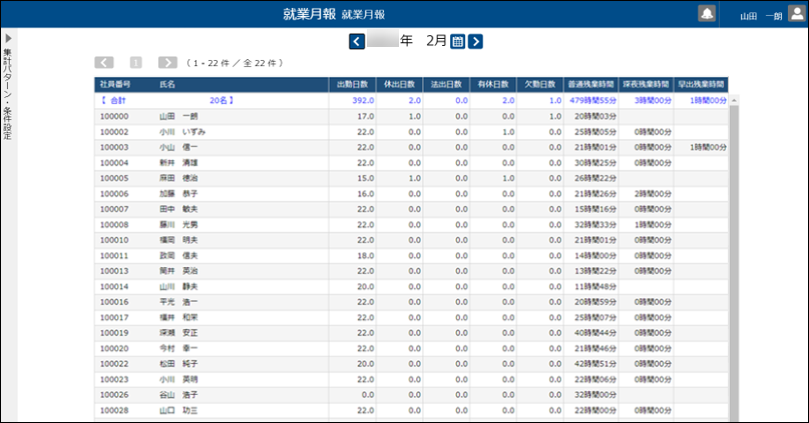 就業月報 就業月報
山田 一朗
年 2月
1
( 1 - 22 件 / 全 22 件 )
集計パターン・条件設定
社員番号 氏名 出勤日数 休出日数 法出日数 有休日数 欠勤日数 普通残業時間 深夜残業時間 早出残業時間
【 合計 20名 】 392.0 2.0 0.0 2.0 1.0 479時間55分 3時間00分 1時間00分
100000 山田 一朗 17.0 1.0 0.0 0.0 1.0 20時間03分
100002 小川 いずみ 22.0 0.0 0.0 1.0 0.0 25時間05分 0時間00分
100003 小山 信一 22.0 0.0 0.0 0.0 0.0 21時間01分 0時間00分 1時間00分
100004 新井 清雄 22.0 0.0 0.0 0.0 0.0 30時間25分 0時間00分
100005 麻田 徳治 15.0 1.0 0.0 1.0 0.0 26時間22分
100006 加藤 恭子 16.0 0.0 0.0 0.0 0.0 21時間26分 2時間00分
100007 田中 敏夫 22.0 0.0 0.0 0.0 0.0 15時間16分 0時間00分
100008 藤川 光男 22.0 0.0 0.0 0.0 0.0 32時間33分 1時間00分
100010 福岡 明夫 22.0 0.0 0.0 0.0 0.0 21時間01分 0時間00分
100011 政岡 信夫 18.0 0.0 0.0 0.0 0.0 14時間00分 0時間00分
100013 筒井 英治 22.0 0.0 0.0 0.0 0.0 13時間22分 0時間00分
100014 山川 静夫 20.0 0.0 0.0 0.0 0.0 11時間48分
100016 平光 浩一 22.0 0.0 0.0 0.0 0.0 20時間59分 0時間00分
100017 福井 和栄 22.0 0.0 0.0 0.0 0.0 25時間07分 0時間00分
100019 深瀬 安正 22.0 0.0 0.0 0.0 0.0 40時間44分 0時間00分
100020 今村 幸一 22.0 0.0 0.0 0.0 0.0 21時間46分 0時間00分
100022 松田 純子 20.0 0.0 0.0 0.0 0.0 42時間51分 0時間00分
100023 小川 英明 22.0 0.0 0.0 0.0 0.0 22時間06分 0時間00分
100026 谷山 浩子 0.0 0.0 0.0 0.0 0.0 32時間00分
100028 山口 功三 22.0 0.0 0.0 0.0 0.0 22時間00分 0時間00分